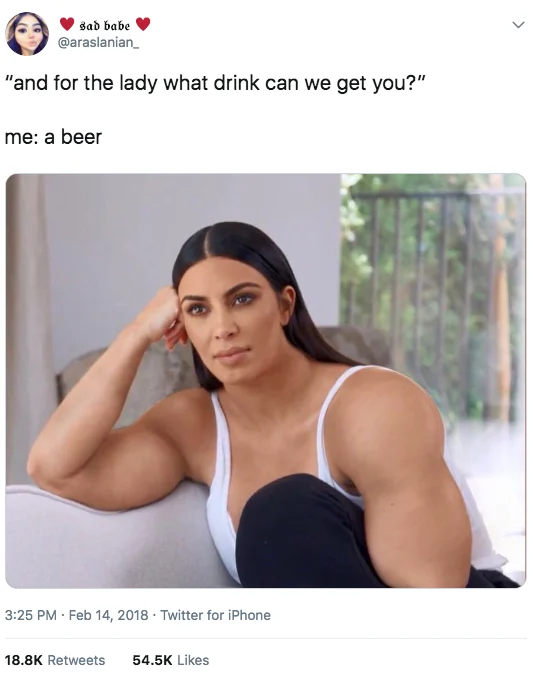 ❤️ 𝖘𝖆𝖉 𝖇𝖆𝖇𝖊 ❤️
@araslanian_
"and for the lady what drink can we get you?"
me: a beer
3:25 PM · Feb 14, 2018 · Twitter for iPhone
18.8K Retweets 54.5K Likes